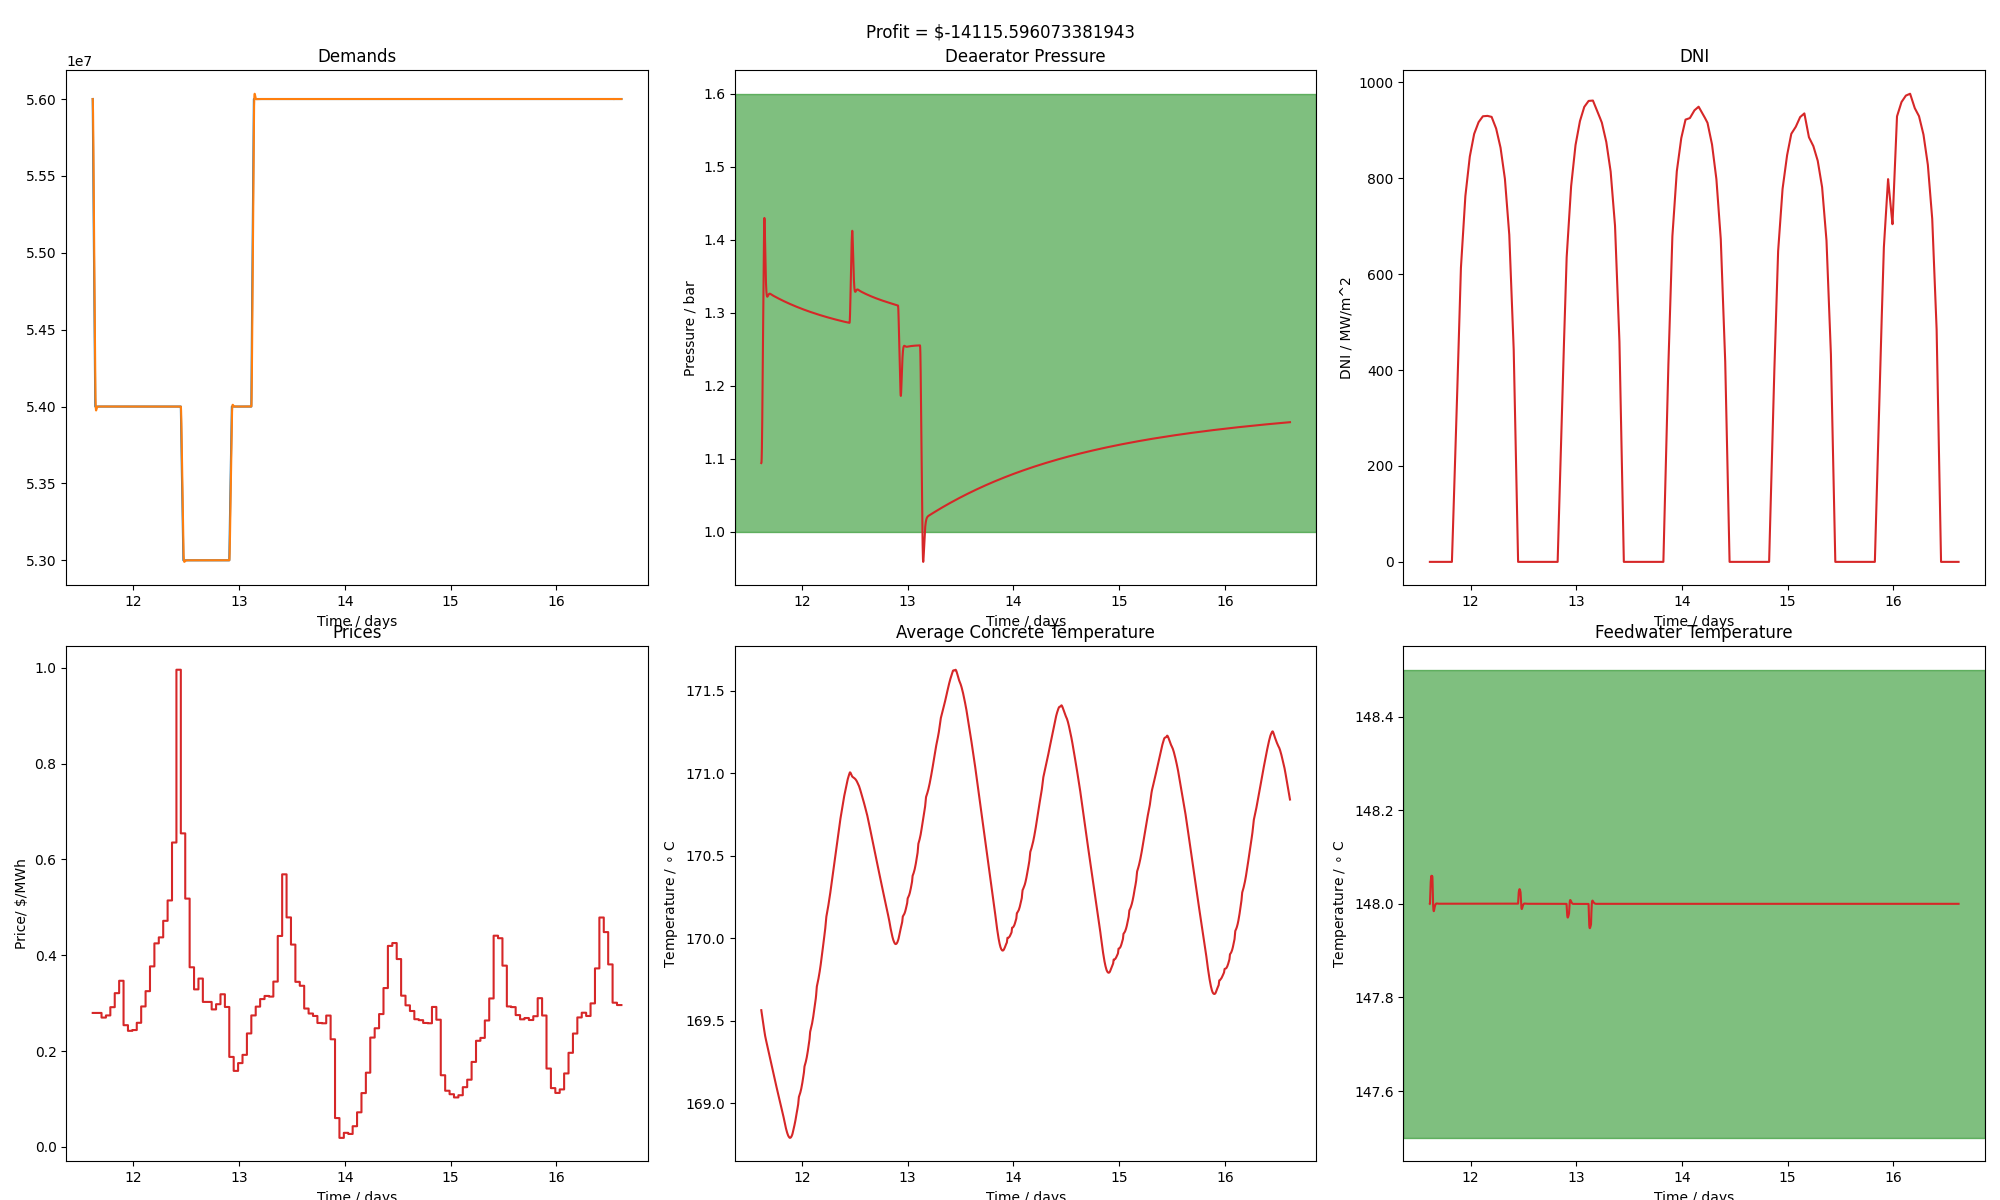 Profit = $-14115.596073381943
Demands
1e7
5.60
5.55
5.50
5.45
5.40
5.35
5.30
12 13 14 15 16
Time / days
Deaerator Pressure
Pressure / bar
1.6
1.5
1.4
1.3
1.2
1.1
1.0
12 13 14 15 16
Time / days
DNI
DNI / MW/m^2
1000
800
600
400
200
0
12 13 14 15 16
Time / days
Prices
Price/ $/MWh
1.0
0.8
0.6
0.4
0.2
0.0
12 13 14 15 16
Time / days
Average Concrete Temperature
Temperature / ∘ C
171.5
171.0
170.5
170.0
169.5
169.0
12 13 14 15 16
Time / days
Feedwater Temperature
Temperature / ∘ C
148.4
148.2
148.0
147.8
147.6
12 13 14 15 16
Time / days